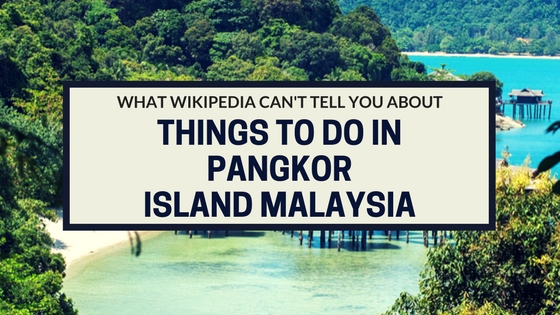 WHAT WIKIPEDIA CAN'T TELL YOU ABOUT
THINGS TO DO IN
PANGKOR
ISLAND MALAYSIA